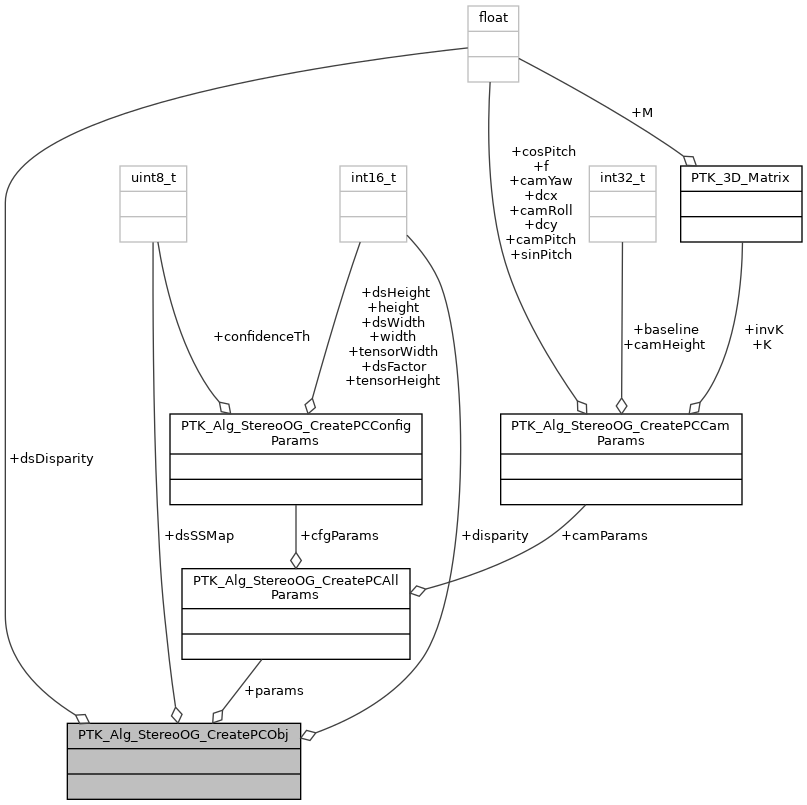 float
+M
+cosPitch
+f
+camYaw
+dcx
+camRoll
+dcy
+camPitch
+sinPitch
uint8_t
int16_t
int32_t
PTK_3D_Matrix
+confidenceTh
+dsHeight
+height
+dsWidth
+width
+tensorWidth
+dsFactor
+tensorHeight
+baseline
+camHeight
+invK
+K
PTK_Alg_StereoOG_CreatePCConfig
Params
PTK_Alg_StereoOG_CreatePCCam
Params
+dsDisparity
+dsSSMap
+cfgParams
+disparity
+camParams
PTK_Alg_StereoOG_CreatePCAll
Params
+params
PTK_Alg_StereoOG_CreatePCObj